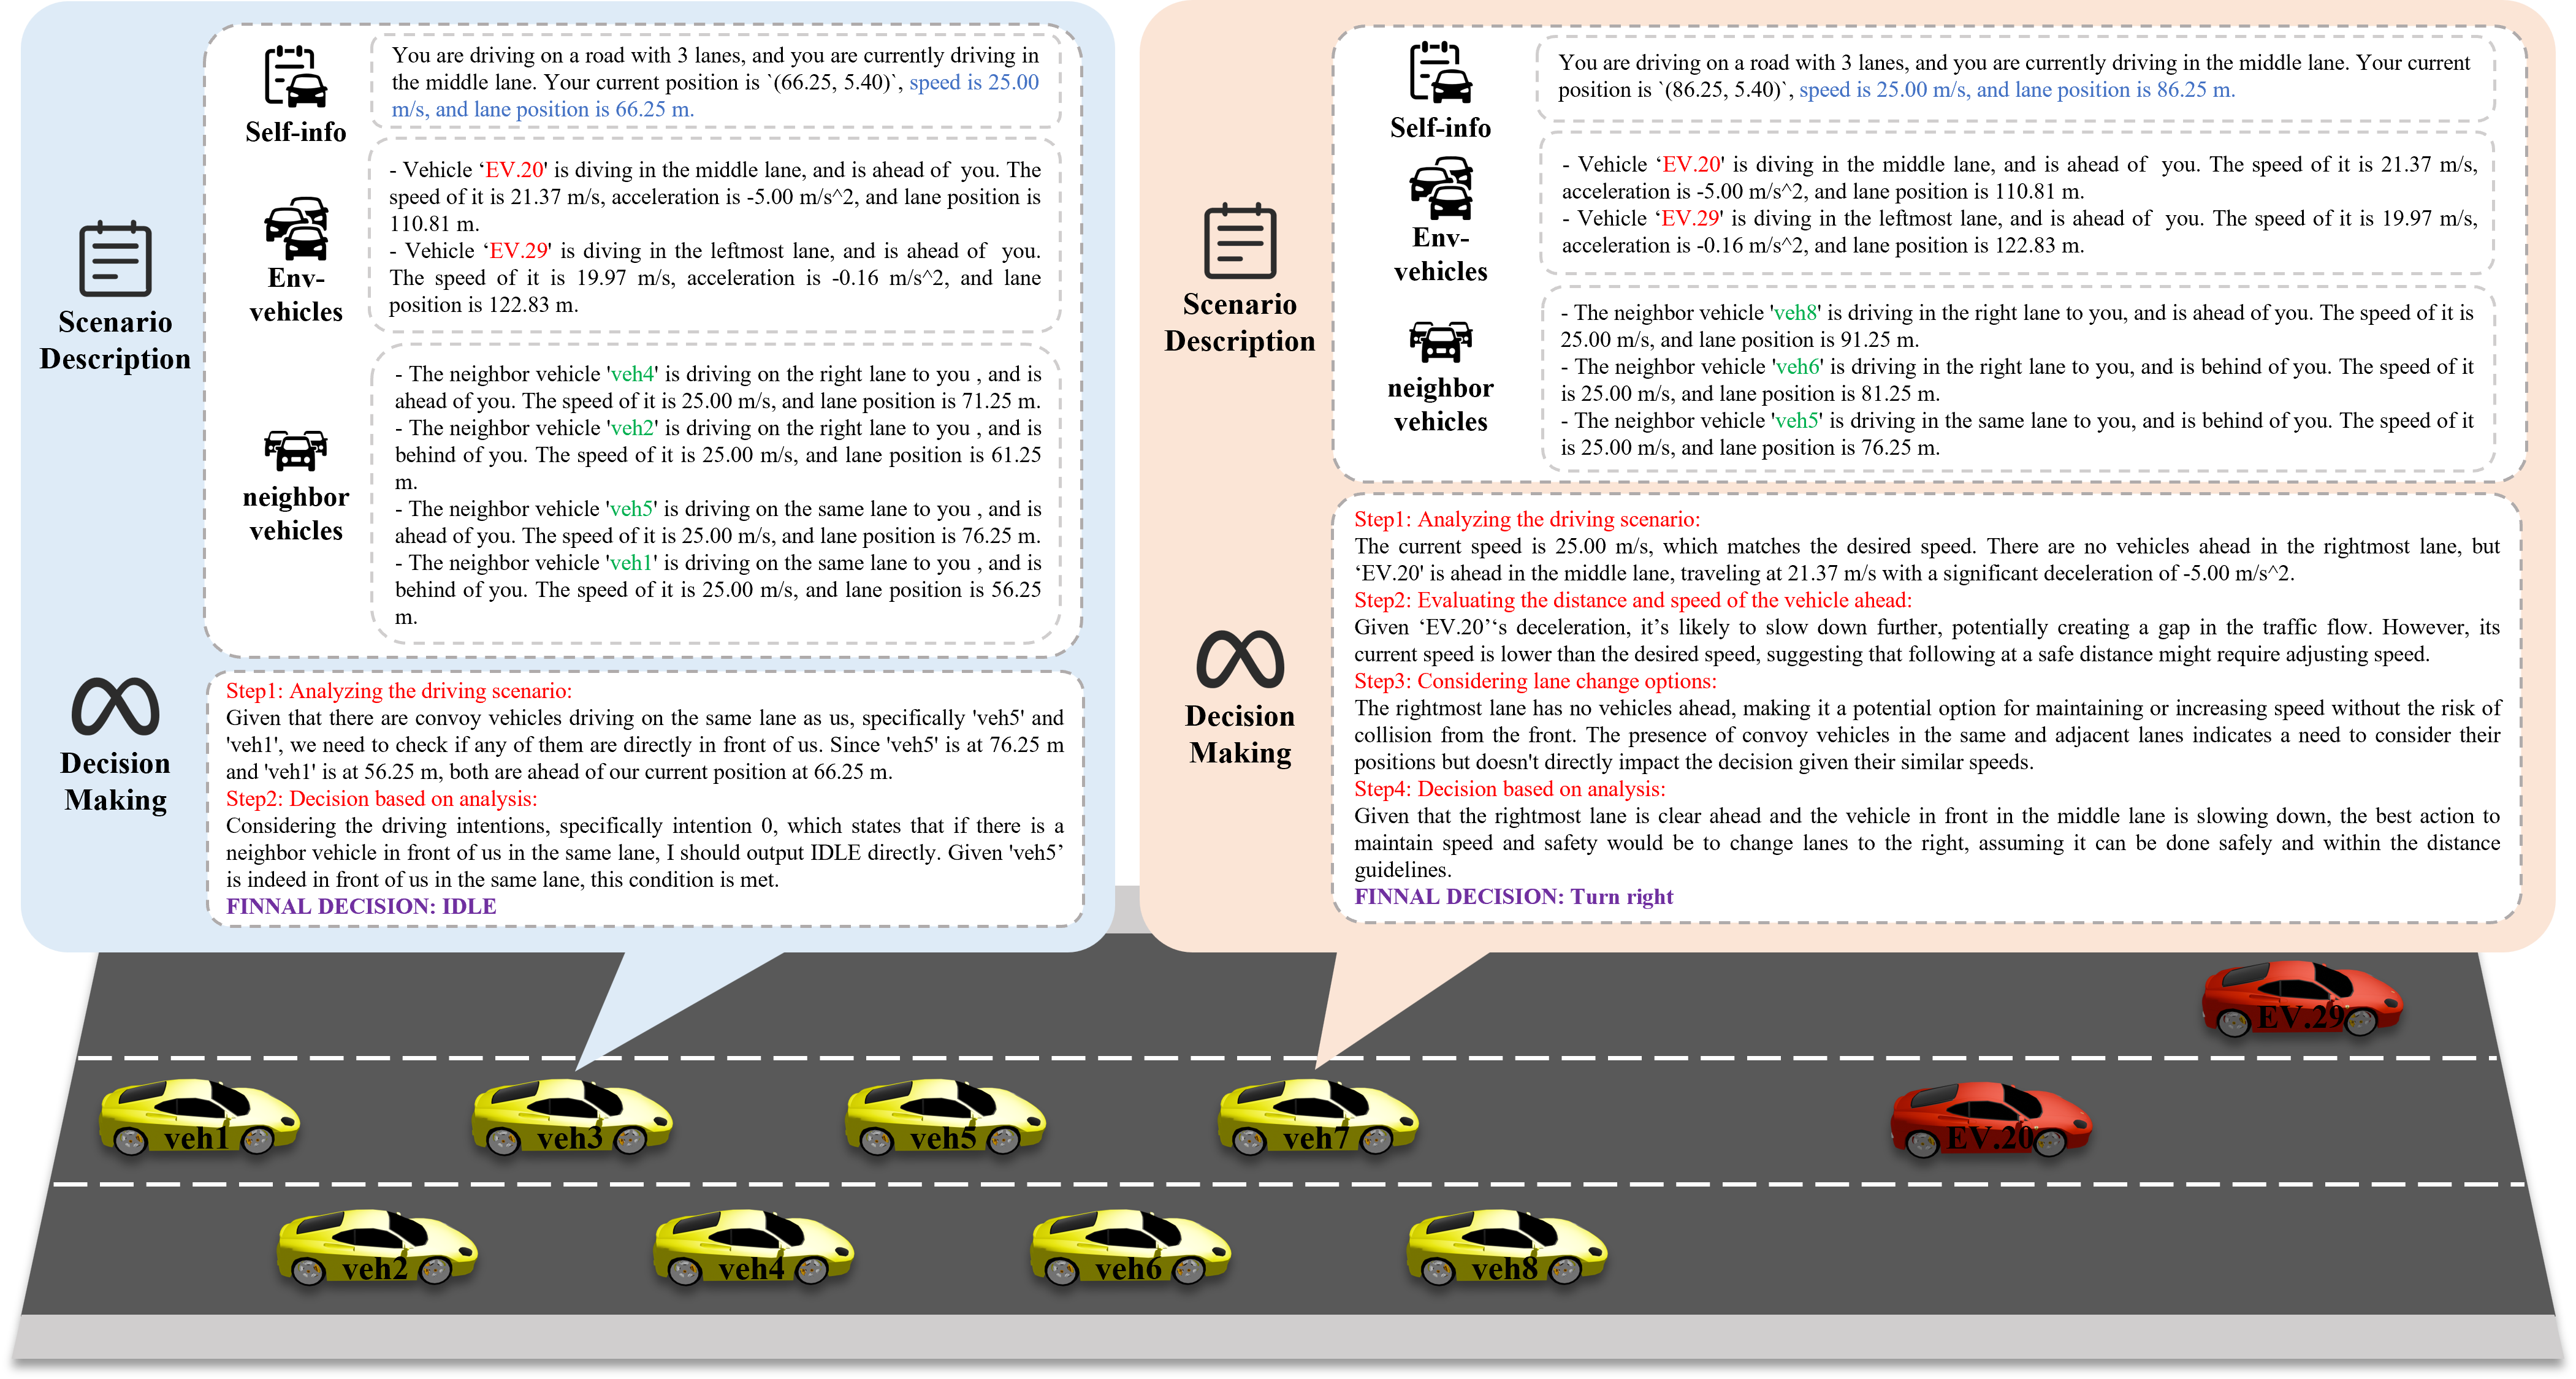 Scenario
Description
Self-info
You are driving on a road with 3 lanes, and you are currently driving in
the middle lane. Your current position is `(66.25, 5.40)`, speed is 25.00
m/s, and lane position is 66.25 m.
Env-
vehicles
- Vehicle ‘EV.20' is diving in the middle lane, and is ahead of you. The
speed of it is 21.37 m/s, acceleration is -5.00 m/s^2, and lane position is
110.81 m.
- Vehicle ‘EV.29' is diving in the leftmost lane, and is ahead of you.
The speed of it is 19.97 m/s, acceleration is -0.16 m/s^2, and lane
position is 122.83 m.
neighbor
vehicles
- The neighbor vehicle 'veh4' is driving on the right lane to you , and is
ahead of you. The speed of it is 25.00 m/s, and lane position is 71.25 m.
- The neighbor vehicle 'veh2' is driving on the right lane to you , and is
behind of you. The speed of it is 25.00 m/s, and lane position is 61.25
m.
- The neighbor vehicle 'veh5' is driving on the same lane to you , and is
ahead of you. The speed of it is 25.00 m/s, and lane position is 76.25 m.
- The neighbor vehicle 'veh1' is driving on the same lane to you , and is
behind of you. The speed of it is 25.00 m/s, and lane position is 56.25
m.
Decision
Making
Step1: Analyzing the driving scenario:
Given that there are convoy vehicles driving on the same lane as us, specifically 'veh5' and
'veh1', we need to check if any of them are directly in front of us. Since 'veh5' is at 76.25 m
and 'veh1' is at 56.25 m, both are ahead of our current position at 66.25 m.
Step2: Decision based on analysis:
Considering the driving intentions, specifically intention 0, which states that if there is a
neighbor vehicle in front of us in the same lane, I should output IDLE directly. Given 'veh5’
is indeed in front of us in the same lane, this condition is met.
FINNAL DECISION: IDLE
Scenario
Description
Self-info
You are driving on a road with 3 lanes, and you are currently driving in the middle lane. Your current
position is `(86.25, 5.40)`, speed is 25.00 m/s, and lane position is 86.25 m.
Env-
vehicles
- Vehicle ‘EV.20' is diving in the middle lane, and is ahead of you. The speed of it is 21.37 m/s,
acceleration is -5.00 m/s^2, and lane position is 110.81 m.
- Vehicle ‘EV.29' is diving in the leftmost lane, and is ahead of you. The speed of it is 19.97 m/s,
acceleration is -0.16 m/s^2, and lane position is 122.83 m.
neighbor
vehicles
- The neighbor vehicle 'veh8' is driving in the right lane to you, and is ahead of you. The speed of it is
25.00 m/s, and lane position is 91.25 m.
- The neighbor vehicle 'veh6' is driving in the right lane to you, and is behind of you. The speed of it
is 25.00 m/s, and lane position is 81.25 m.
- The neighbor vehicle 'veh5' is driving in the same lane to you, and is behind of you. The speed of it
is 25.00 m/s, and lane position is 76.25 m.
Decision
Making
Step1: Analyzing the driving scenario:
The current speed is 25.00 m/s, which matches the desired speed. There are no vehicles ahead in the rightmost lane, but
‘EV.20' is ahead in the middle lane, traveling at 21.37 m/s with a significant deceleration of -5.00 m/s^2.
Step2: Evaluating the distance and speed of the vehicle ahead:
Given ‘EV.20’‘s deceleration, it’s likely to slow down further, potentially creating a gap in the traffic flow. However, its
current speed is lower than the desired speed, suggesting that following at a safe distance might require adjusting speed.
Step3: Considering lane change options:
The rightmost lane has no vehicles ahead, making it a potential option for maintaining or increasing speed without the risk of
collision from the front. The presence of convoy vehicles in the same and adjacent lanes indicates a need to consider their
positions but doesn't directly impact the decision given their similar speeds.
Step4: Decision based on analysis:
Given that the rightmost lane is clear ahead and the vehicle in front in the middle lane is slowing down, the best action to
maintain speed and safety would be to change lanes to the right, assuming it can be done safely and within the distance
guidelines.
FINNAL DECISION: Turn right
EV.29
veh1
veh3
veh5
veh7
EV.20
veh2
veh4
veh6
veh8